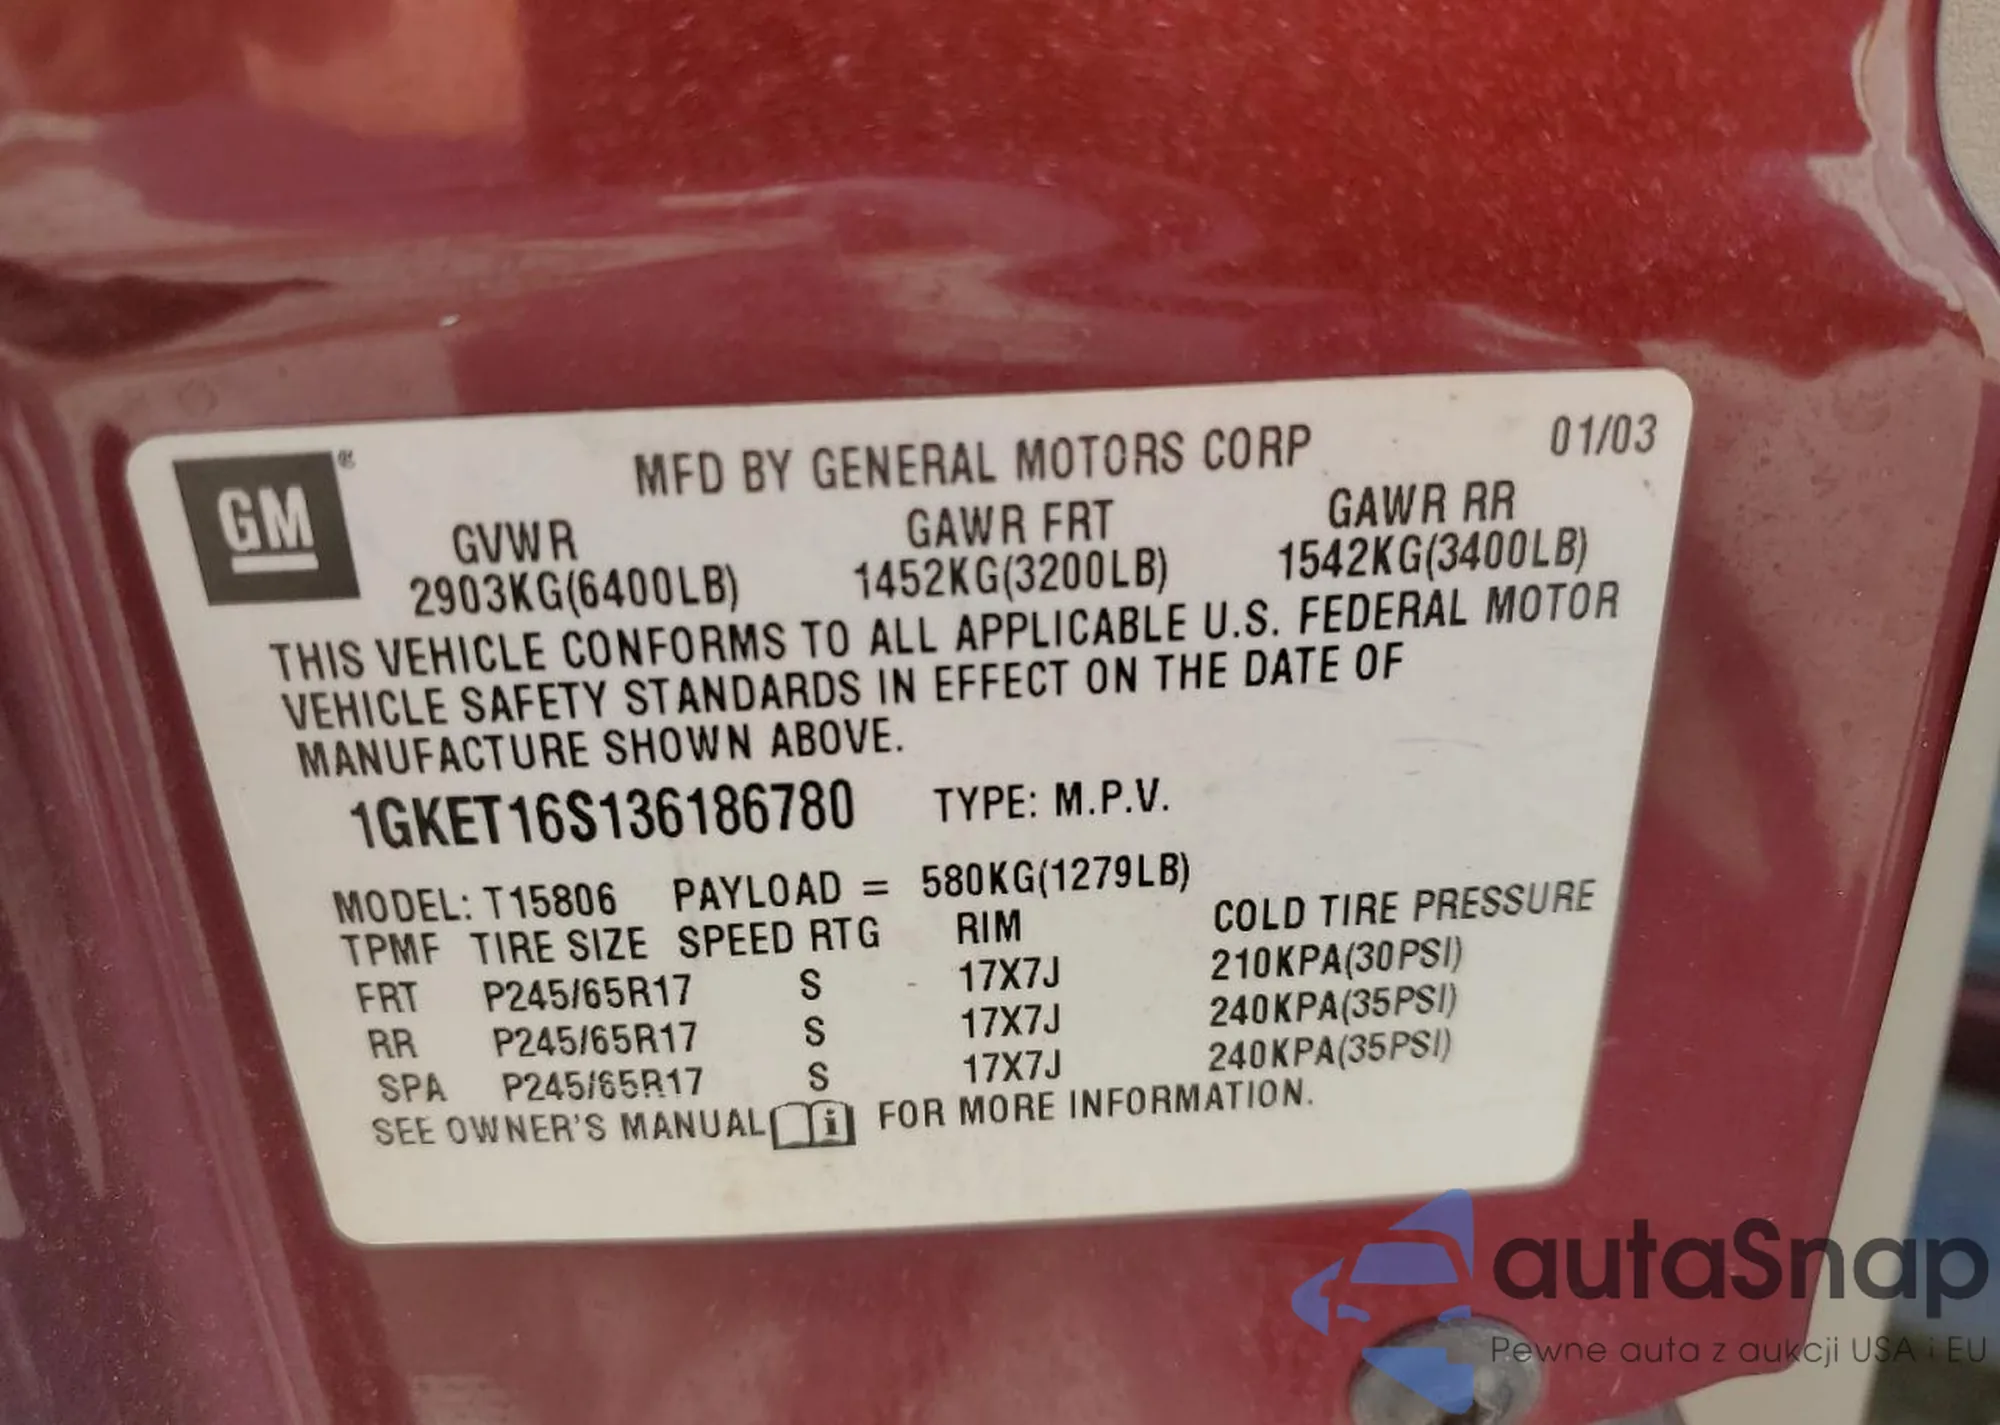 GM®
MFD BY GENERAL MOTORS CORP 01/03
GVWR GAWR FRT GAWR RR
2903KG(6400LB) 1452KG(3200LB) 1542KG(3400LB)
THIS VEHICLE CONFORMS TO ALL APPLICABLE U.S. FEDERAL MOTOR
VEHICLE SAFETY STANDARDS IN EFFECT ON THE DATE OF
MANUFACTURE SHOWN ABOVE.
1GKET16S136186780 TYPE: M.P.V.
MODEL: T15806 PAYLOAD = 580KG(1279LB)
TPMF TIRE SIZE SPEED RTG RIM COLD TIRE PRESSURE
FRT P245/65R17 S 17X7J 210KPA(30PSI)
RR P245/65R17 S 17X7J 240KPA(35PSI)
SPA P245/65R17 S 17X7J 240KPA(35PSI)
SEE OWNER'S MANUAL i FOR MORE INFORMATION.
autaSnap
Pewne auta z aukcji USA i EU